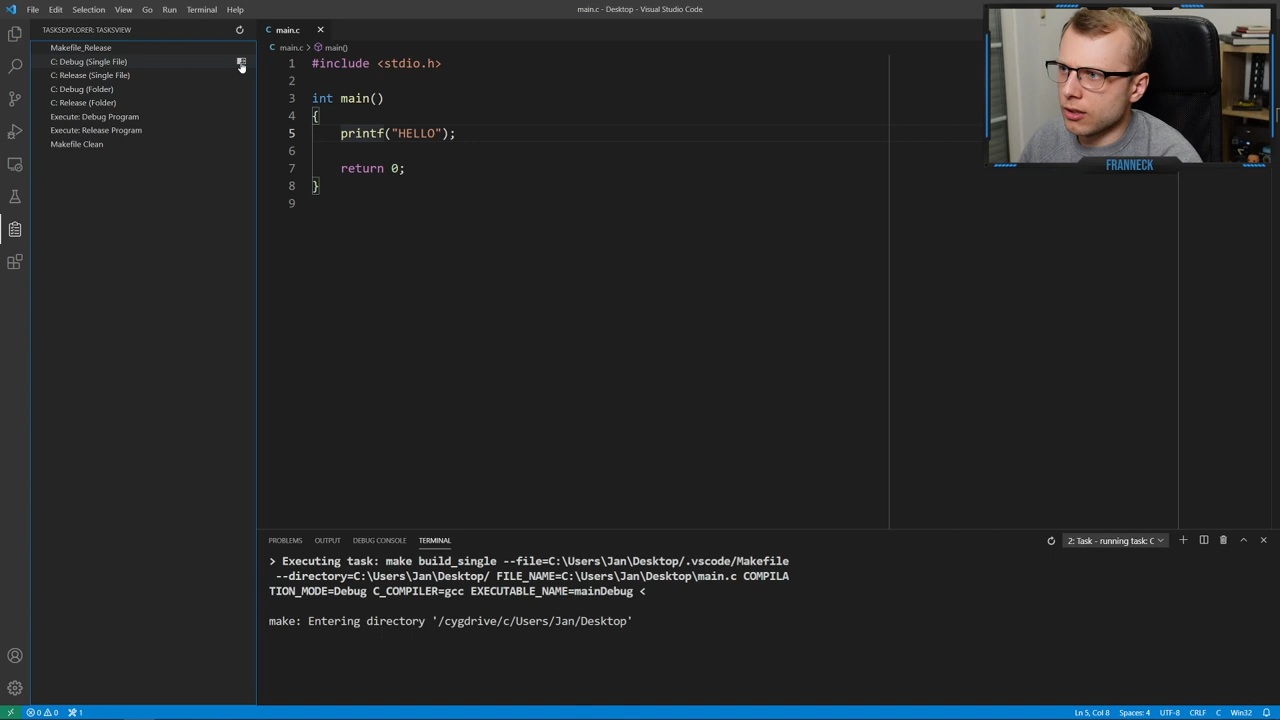 File Edit Selection View Go Run Terminal Help
main.c - Desktop - Visual Studio Code
TASKSEXPLORER: TASKSVIEW
Makefile_Release
C: Debug (Single File)
C: Release (Single File)
C: Debug (Folder)
C: Release (Folder)
Execute: Debug Program
Execute: Release Program
Makefile Clean
main.c
main.c > main()
1 #include <stdio.h>
2
3 int main()
4 {
5 printf("HELLO");
6
7 return 0;
8 }
9
FRANNECK
PROBLEMS OUTPUT DEBUG CONSOLE TERMINAL
2: Task - running task: C
> Executing task: make build_single --file=C:\Users\Jan\Desktop/.vscode/Makefile
--directory=C:\Users\Jan\Desktop/ FILE_NAME=C:\Users\Jan\Desktop\main.c COMPILA
TION_MODE=Debug C_COMPILER=gcc EXECUTABLE_NAME=mainDebug <
make: Entering directory '/cygdrive/c/Users/Jan/Desktop'
0 0 1
Ln 5, Col 8 Spaces: 4 UTF-8 CRLF C Win32